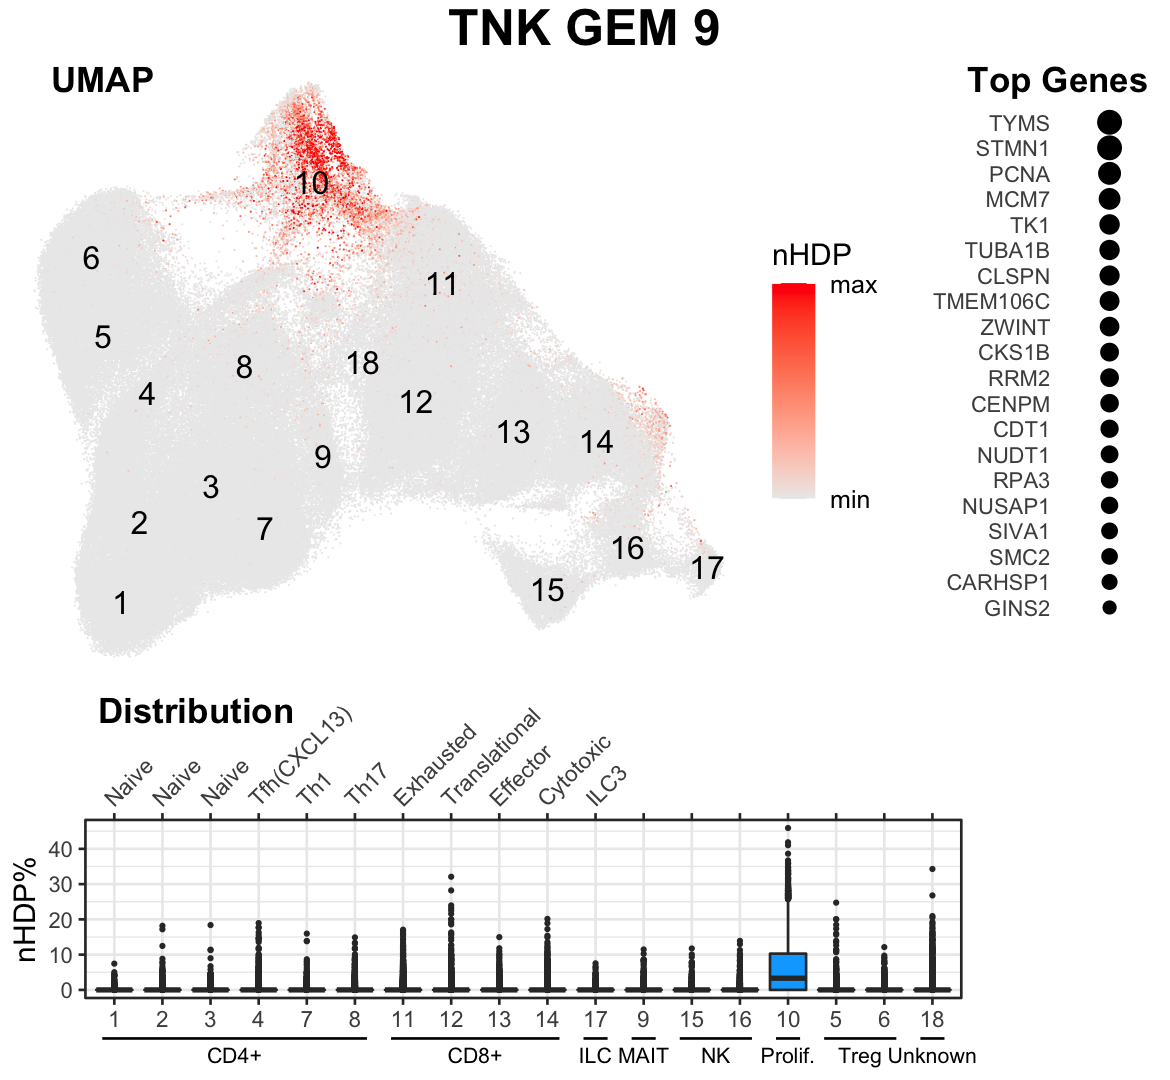 TNK GEM 9
UMAP
10
6
11
5
8
18
4
12
13
14
9
3
2
7
16
17
15
1
nHDP
max
min
Top Genes
TYMS
STMN1
PCNA
MCM7
TK1
TUBA1B
CLSPN
TMEM106C
ZWINT
CKS1B
RRM2
CENPM
CDT1
NUDT1
RPA3
NUSAP1
SIVA1
SMC2
CARHSP1
GINS2
Distribution
Naive Naive Naive Tfh(CXCL13) Th1 Th17 Exhausted Translational Effector Cytotoxic ILC3
nHDP%
40
30
20
10
0
1 2 3 4 7 8 11 12 13 14 17 9 15 16 10 5 6 18
CD4+ CD8+ ILC MAIT NK Prolif. Treg Unknown